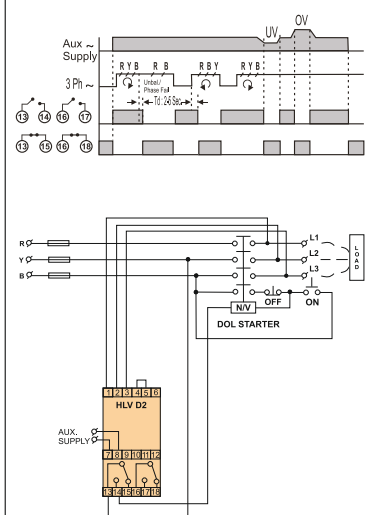 UV
OV
Aux ~
Supply
R Y B R B R B Y R Y B
Unbal./
Phase Fail
3 Ph ~
Td : 2-5 Sec.
13 14 16 17
13 15 16 18
R
Y
B
L1
L2
L3
LOAD
OFF
ON
N/V
DOL STARTER
1 2 3 4 5 6
HLV D2
AUX.
SUPPLY
7 8 9 10 11 12
13 14 15 16 17 18